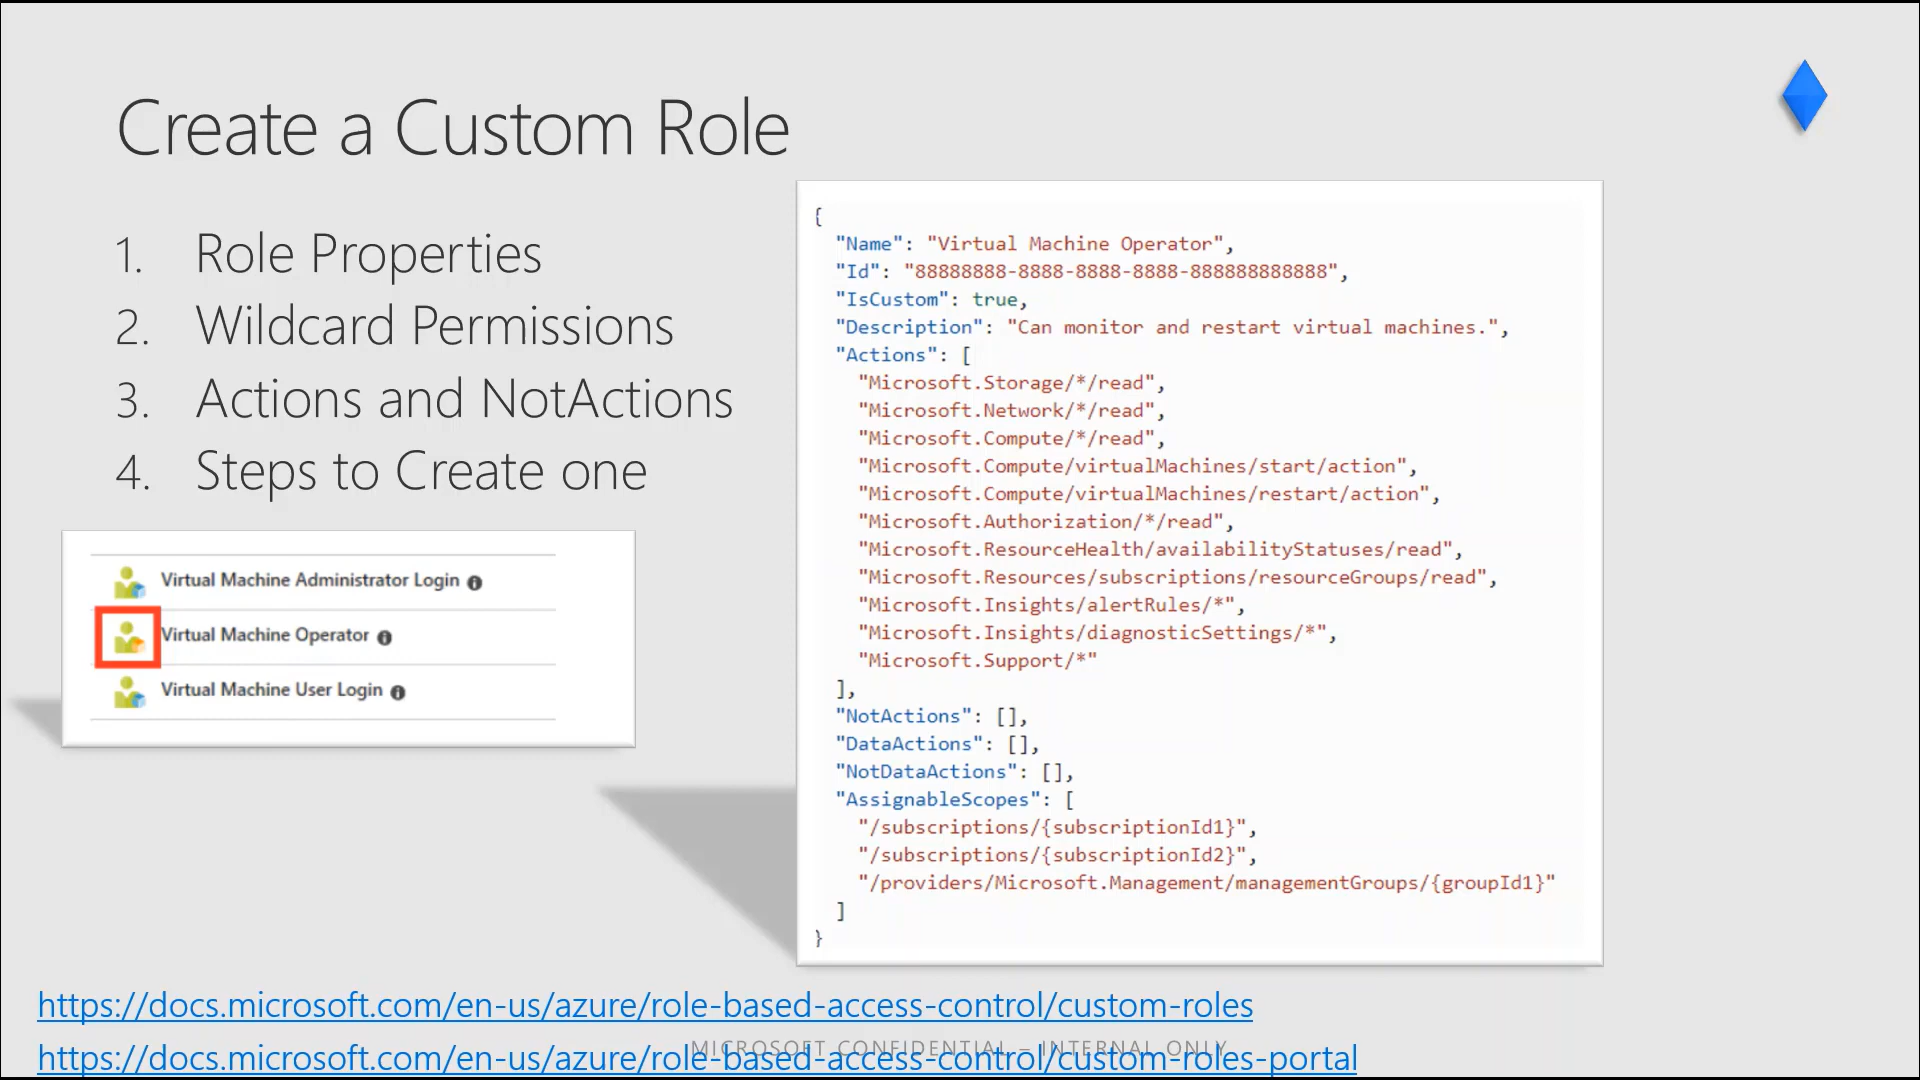 Create a Custom Role
1. Role Properties
2. Wildcard Permissions
3. Actions and NotActions
4. Steps to Create one
Virtual Machine Administrator Login
Virtual Machine Operator
Virtual Machine User Login
{
"Name": "Virtual Machine Operator",
"Id": "88888888-8888-8888-8888-888888888888",
"IsCustom": true,
"Description": "Can monitor and restart virtual machines.",
"Actions": [
"Microsoft.Storage/*/read",
"Microsoft.Network/*/read",
"Microsoft.Compute/*/read",
"Microsoft.Compute/virtualMachines/start/action",
"Microsoft.Compute/virtualMachines/restart/action",
"Microsoft.Authorization/*/read",
"Microsoft.ResourceHealth/availabilityStatuses/read",
"Microsoft.Resources/subscriptions/resourceGroups/read",
"Microsoft.Insights/alertRules/*",
"Microsoft.Insights/diagnosticSettings/*",
"Microsoft.Support/*"
],
"NotActions": [],
"DataActions": [],
"NotDataActions": [],
"AssignableScopes": [
"/subscriptions/{subscriptionId1}",
"/subscriptions/{subscriptionId2}",
"/providers/Microsoft.Management/managementGroups/{groupId1}"
]
}
https://docs.microsoft.com/en-us/azure/role-based-access-control/custom-roles
MICROSOFT CONFIDENTIAL – INTERNAL ONLY
https://docs.microsoft.com/en-us/azure/role-based-access-control/custom-roles-portal